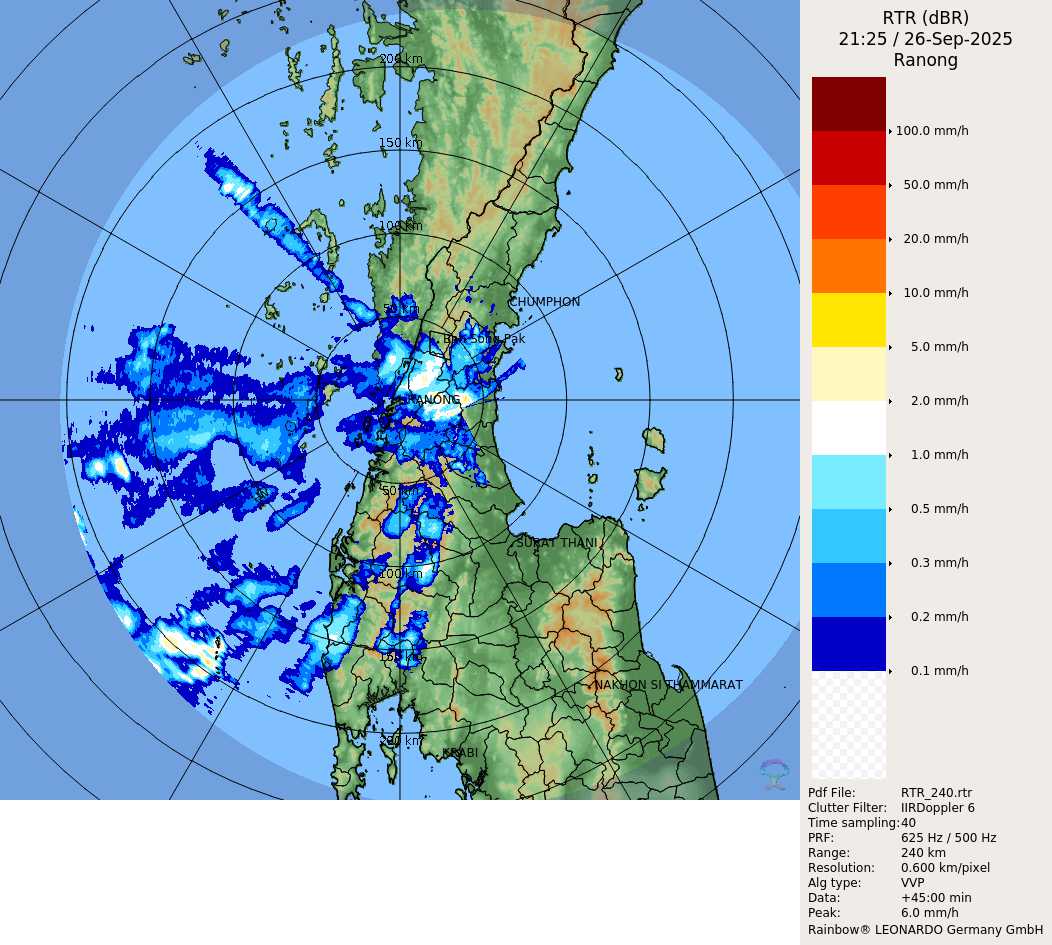 RTR (dBR)
21:25 / 26-Sep-2025
Ranong
100.0 mm/h
50.0 mm/h
20.0 mm/h
10.0 mm/h
5.0 mm/h
2.0 mm/h
1.0 mm/h
0.5 mm/h
0.3 mm/h
0.2 mm/h
0.1 mm/h
Pdf File: RTR_240.rtr
Clutter Filter: IIRDoppler 6
Time sampling: 40
PRF: 625 Hz / 500 Hz
Range: 240 km
Resolution: 0.600 km/pixel
Alg type: VVP
Data: +45:00 min
Peak: 6.0 mm/h
Rainbow® LEONARDO Germany GmbH
200 km
150 km
100 km
50 km
CHUMPHON
Ban Song Pak
RANONG
50 km
SURAT THANI
100 km
150 km
NAKHON SI THAMMARAT
200 km
KRABI